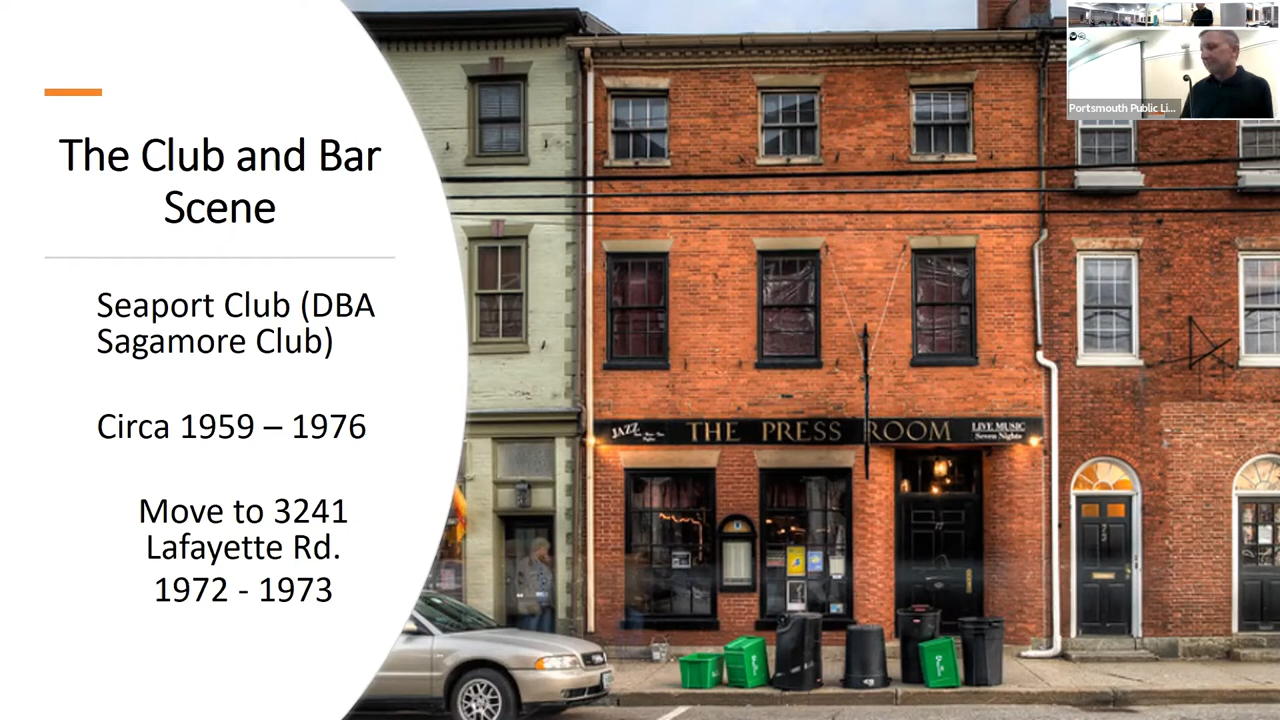 The Club and Bar
Scene
Seaport Club (DBA
Sagamore Club)
Circa 1959 – 1976
Move to 3241
Lafayette Rd.
1972 - 1973
JAZZ
THE PRESS ROOM
LIVE MUSIC
Seven Nights
Portsmouth Public Li...